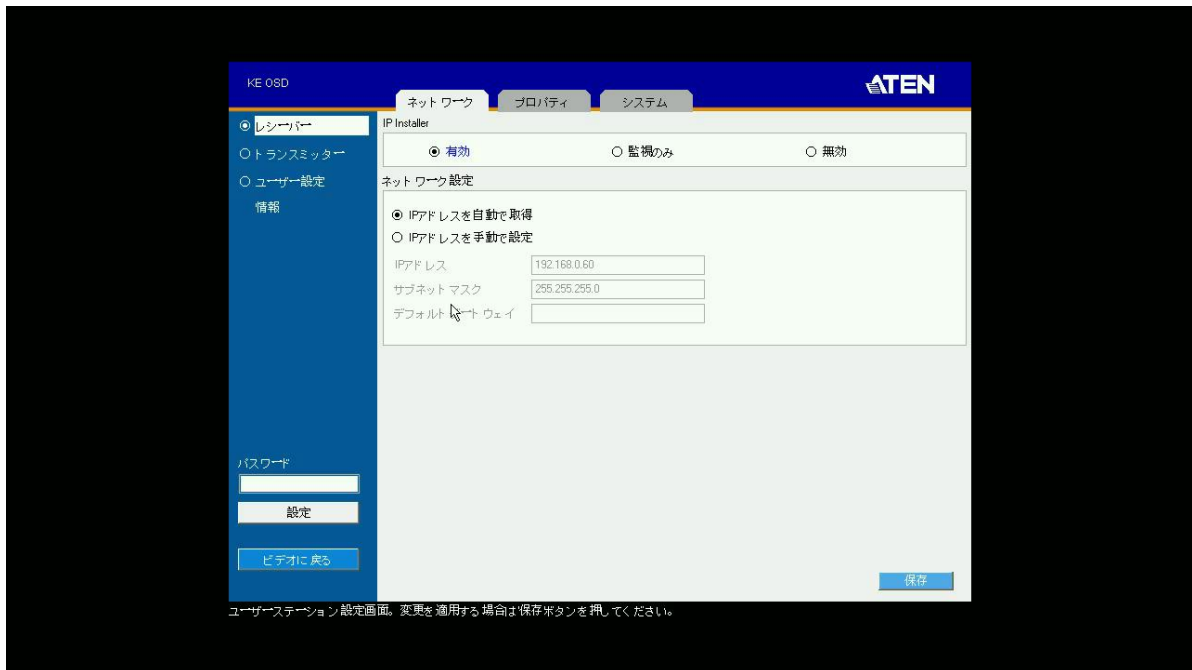 KE OSD
ATEN
ネットワーク プロパティ システム
レシーバー
トランスミッター
ユーザー設定
情報
IP Installer
有効 監視のみ 無効
ネットワーク設定
IPアドレスを自動で取得
IPアドレスを手動で設定
IPアドレス 192.168.0.60
サブネットマスク 255.255.255.0
デフォルトゲートウェイ
パスワード
設定
ビデオに戻る
保存
ユーザーステーション設定画面。変更を適用する場合は保存ボタンを押してください。